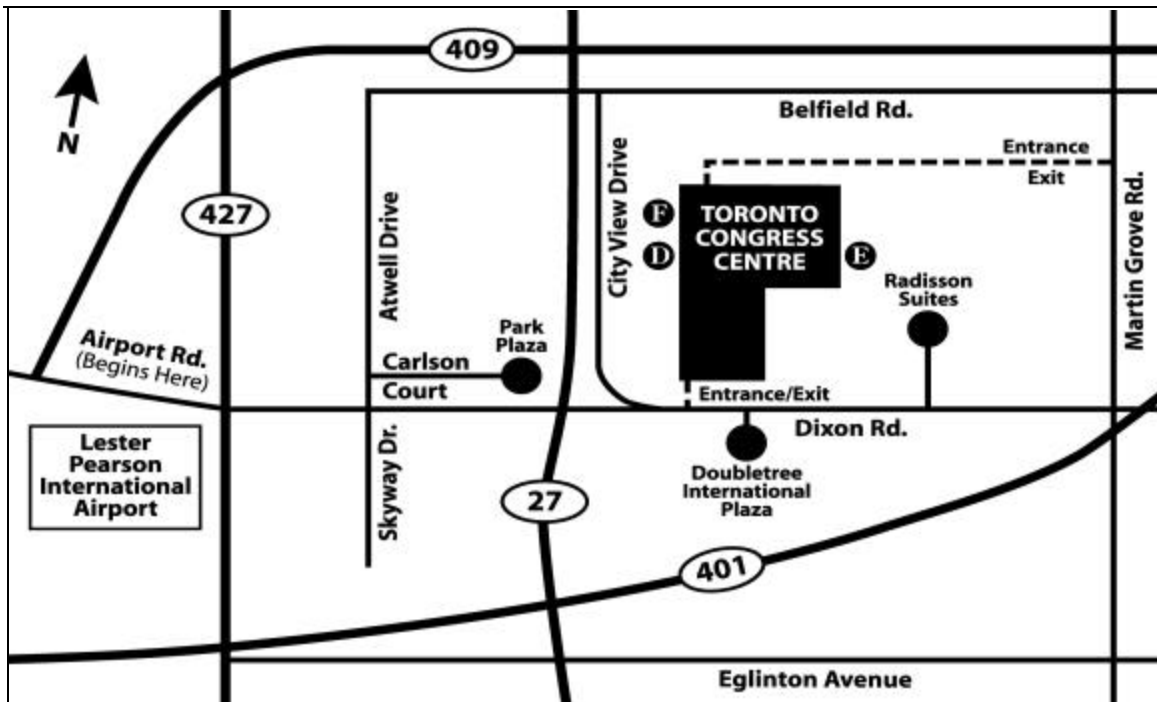 409
N
Belfield Rd.
Entrance
Exit
427
Atwell Drive
City View Drive
F
D
TORONTO
CONGRESS
CENTRE
E
Martin Grove Rd.
Radisson
Suites
Airport Rd.
(Begins Here)
Park
Plaza
Carlson
Court
Entrance/Exit
Dixon Rd.
Lester
Pearson
International
Airport
Skyway Dr.
27
Doubletree
International
Plaza
401
Eglinton Avenue